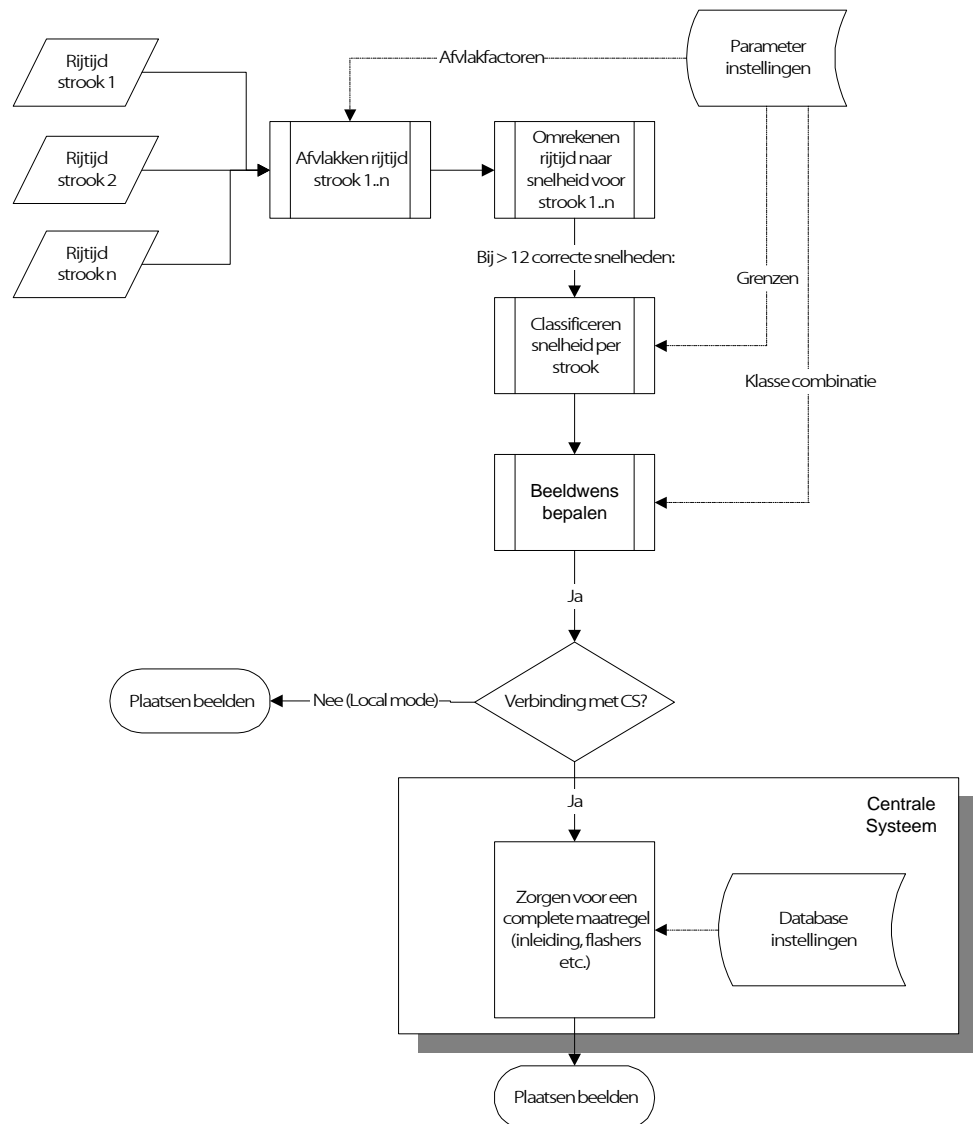 Rijtijd
strook 1
Afvlakfactoren
Parameter
instellingen
Rijtijd
strook 2
Afvlakken rijtijd
strook 1..n
Omrekenen
rijtijd naar
snelheid voor
strook 1..n
Rijtijd
strook n
Bij > 12 correcte snelheden:
Grenzen
Classificeren
snelheid per
strook
Klasse combinatie
Beeldwens
bepalen
Ja
Plaatsen beelden
Nee (Local mode)
Verbinding met CS?
Ja
Centrale
Systeem
Zorgen voor een
complete maatregel
(inleiding, flashers
etc.)
Database
instellingen
Plaatsen beelden